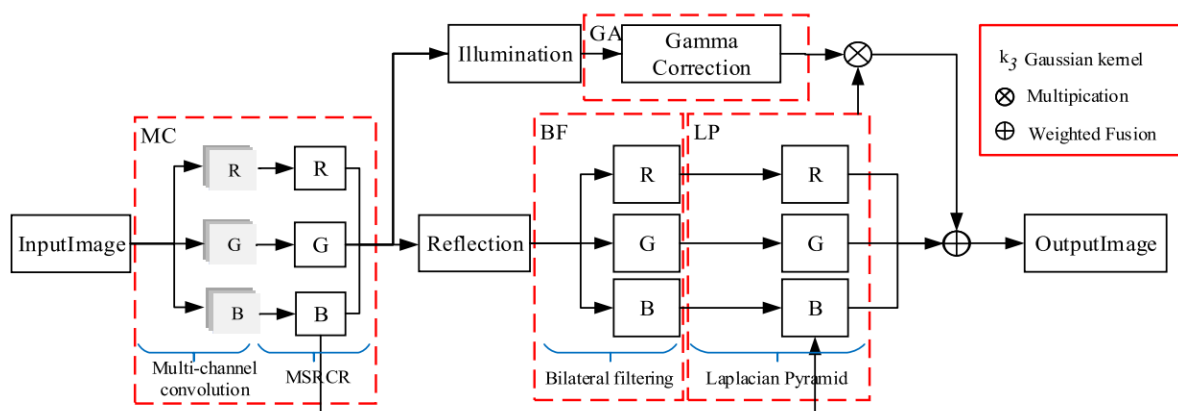 GA
Illumination
Gamma
Correction
k3 Gaussian kernel
Multipication
Weighted Fusion
MC
R
R
G
G
B
B
InputImage
Multi-channel
convolution
MSRCR
Reflection
BF
R
G
B
Bilateral filtering
LP
R
G
B
Laplacian Pyramid
OutputImage